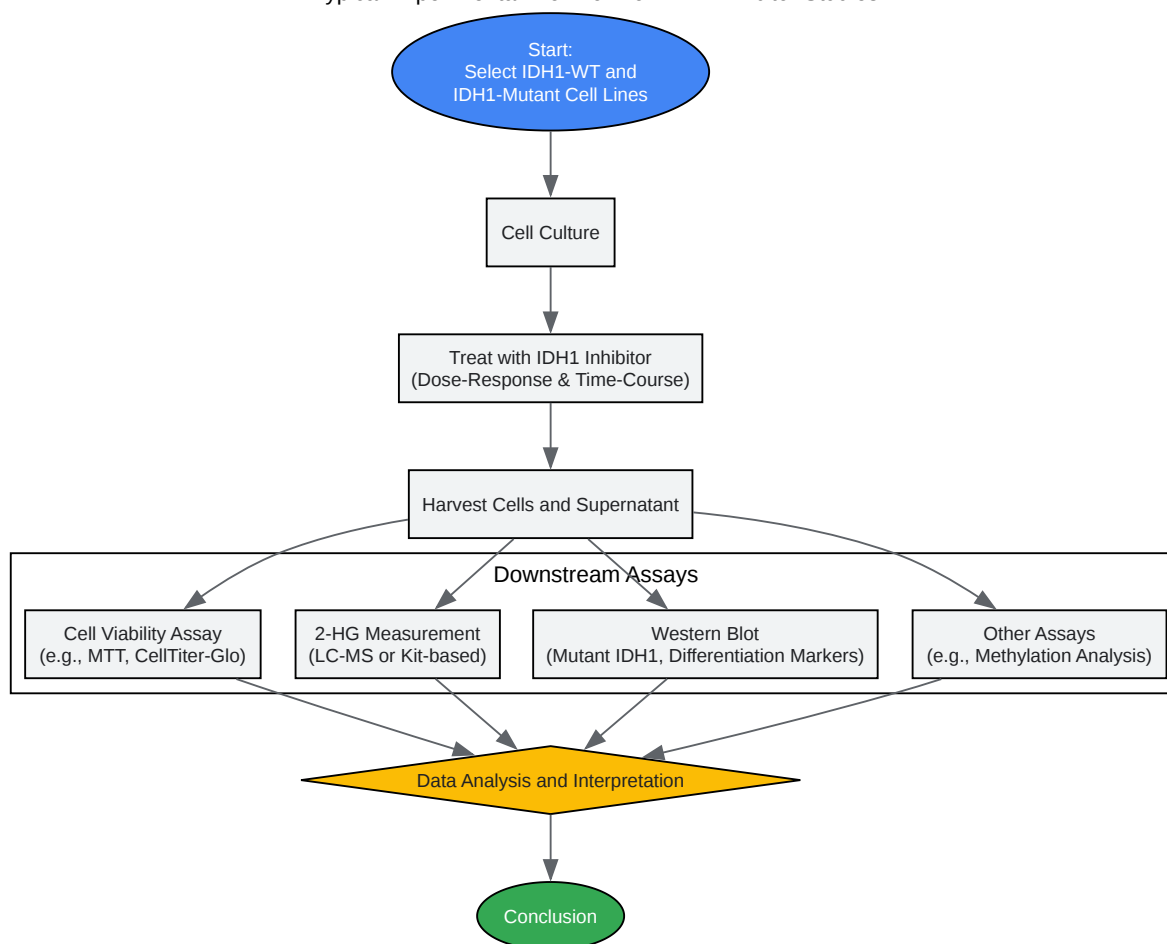 Start:
Select IDH1-WT and
IDH1-Mutant Cell Lines
Cell Culture
Treat with IDH1 Inhibitor
(Dose-Response & Time-Course)
Harvest Cells and Supernatant
Downstream Assays
Cell Viability Assay
(e.g., MTT, CellTiter-Glo)
2-HG Measurement
(LC-MS or Kit-based)
Western Blot
(Mutant IDH1, Differentiation Markers)
Other Assays
(e.g., Methylation Analysis)
Data Analysis and Interpretation
Conclusion